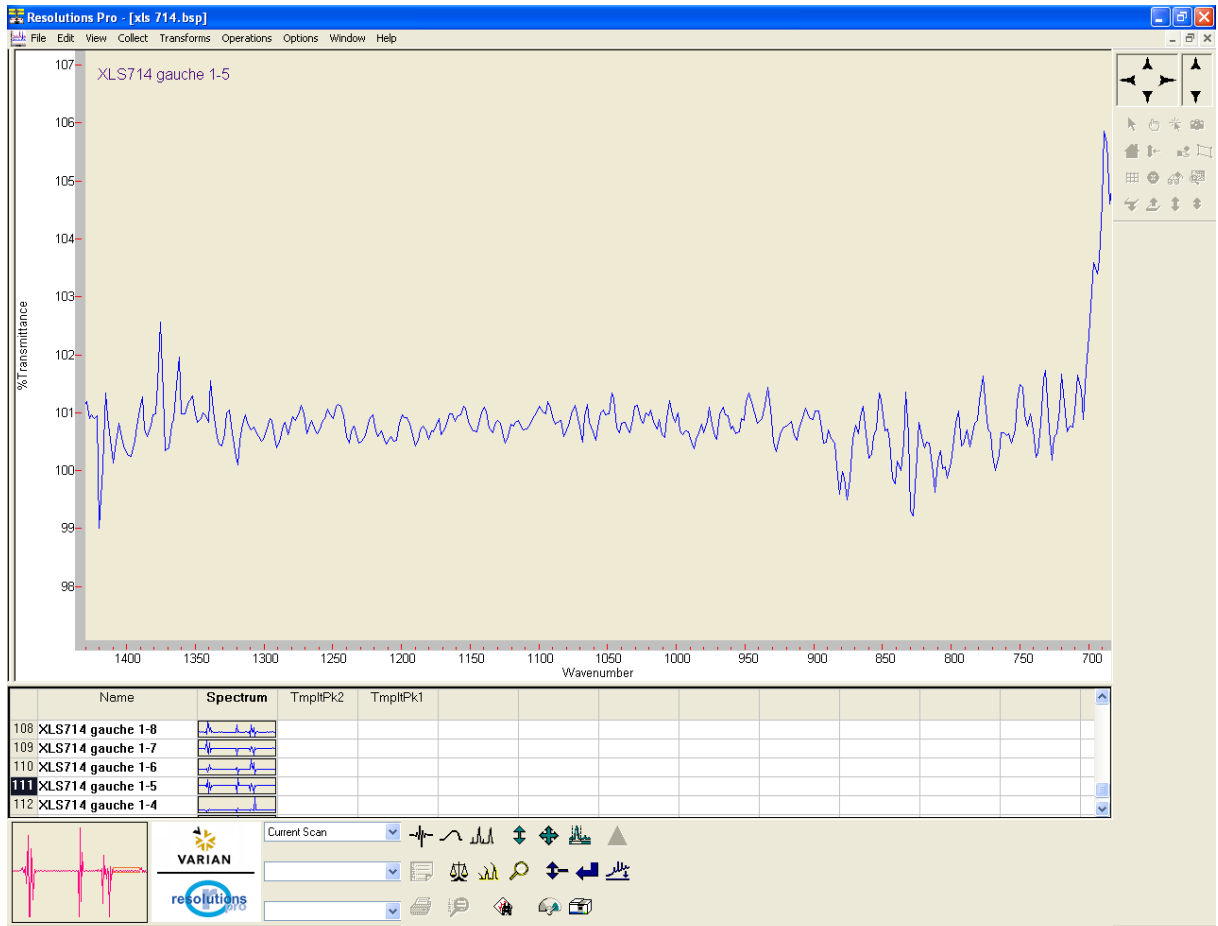 Resolutions Pro - [xls 714.bsp]
File Edit View Collect Transforms Operations Options Window Help
XLS714 gauche 1-5
107
106
105
104
103
102
101
100
99
98
%Transmittance
1400 1350 1300 1250 1200 1150 1100 1050 1000 950 900 850 800 750 700
Wavenumber
Name Spectrum TmpltPk2 TmpltPk1
108 XLS714 gauche 1-8
109 XLS714 gauche 1-7
110 XLS714 gauche 1-6
111 XLS714 gauche 1-5
112 XLS714 gauche 1-4
Current Scan
VARIAN
resolutions
pro